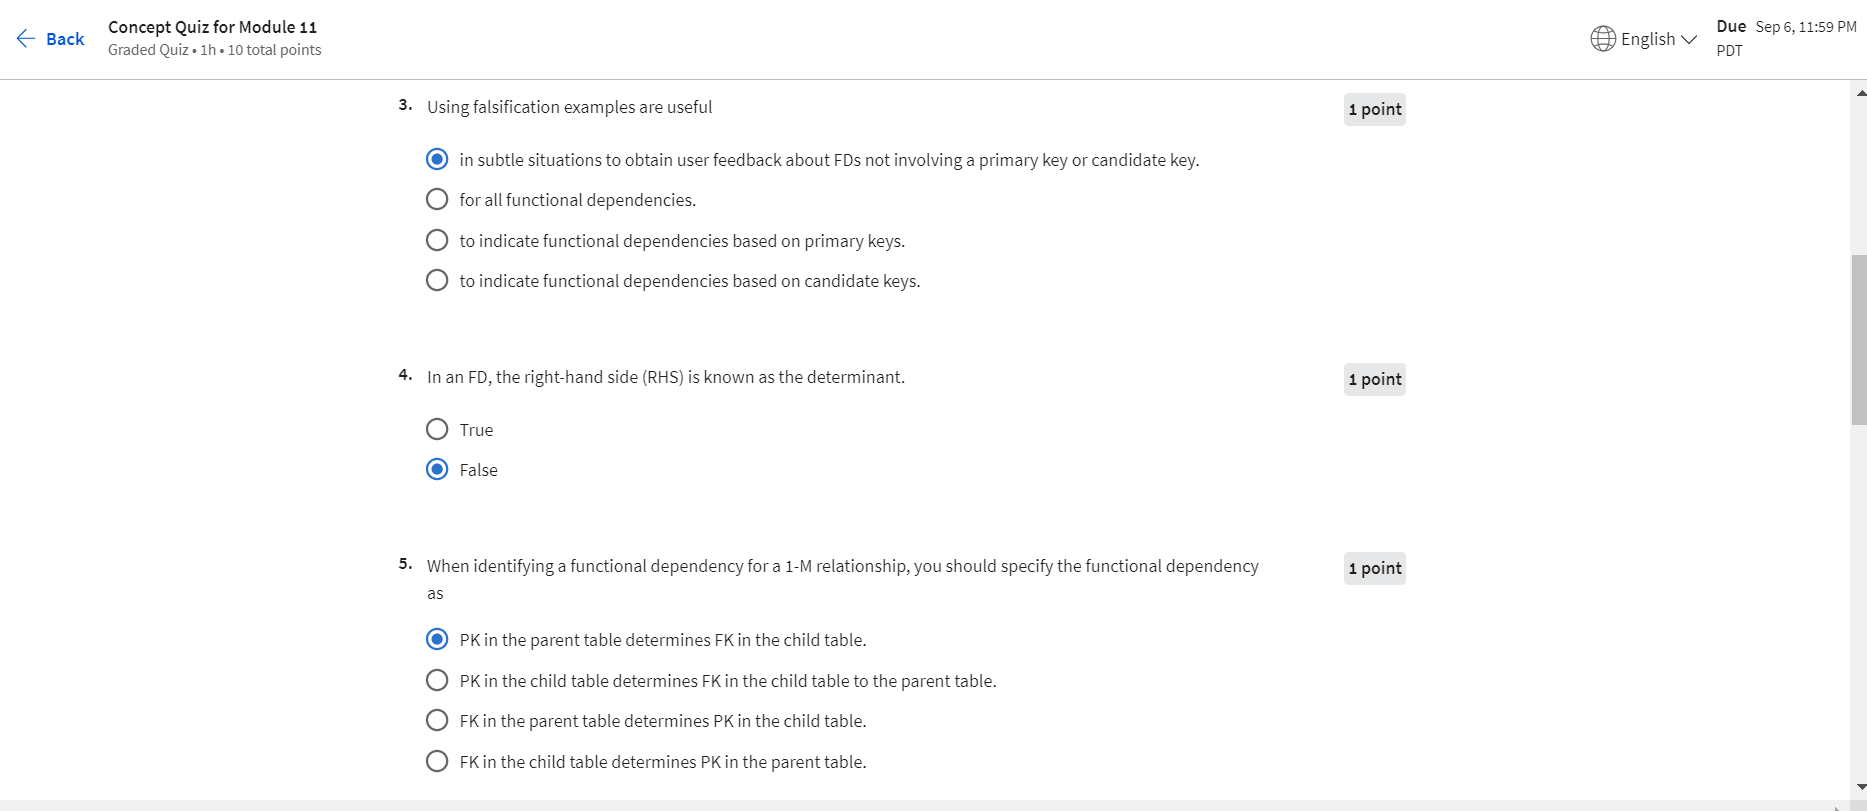 Back
Concept Quiz for Module 11
Graded Quiz • 1h • 10 total points
English
Due Sep 6, 11:59 PM
PDT
3. Using falsification examples are useful
1 point
in subtle situations to obtain user feedback about FDs not involving a primary key or candidate key.
for all functional dependencies.
to indicate functional dependencies based on primary keys.
to indicate functional dependencies based on candidate keys.
4. In an FD, the right-hand side (RHS) is known as the determinant.
1 point
True
False
5. When identifying a functional dependency for a 1-M relationship, you should specify the functional dependency
as
1 point
PK in the parent table determines FK in the child table.
PK in the child table determines FK in the child table to the parent table.
FK in the parent table determines PK in the child table.
FK in the child table determines PK in the parent table.